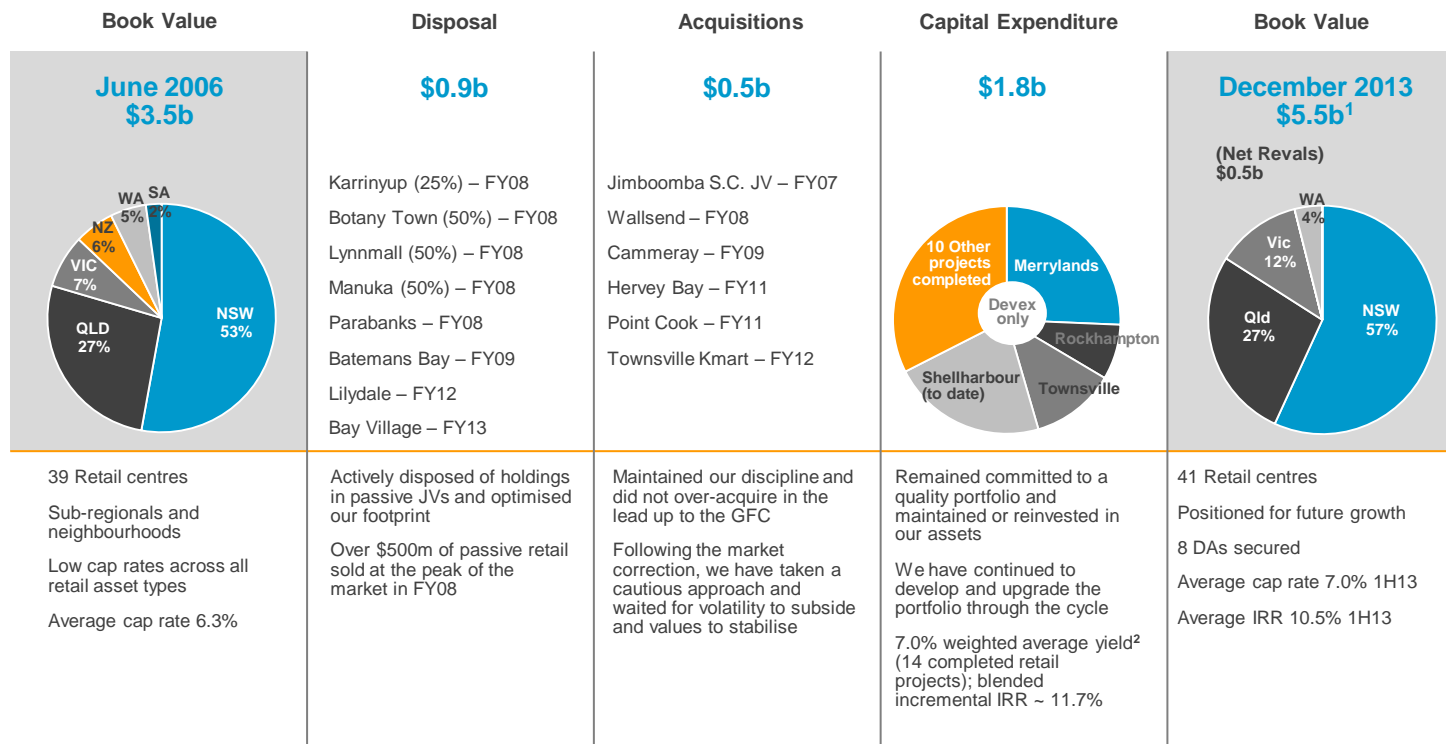 Book Value
Disposal
Acquisitions
Capital Expenditure
Book Value
June 2006
$3.5b
$0.9b
$0.5b
$1.8b
December 2013
$5.5b1
(Net Revals)
$0.5b
SA
2%
WA
5%
NZ
6%
VIC
7%
QLD
27%
NSW
53%
Karrinyup (25%) – FY08
Botany Town (50%) – FY08
Lynnmall (50%) – FY08
Manuka (50%) – FY08
Parabanks – FY08
Batemans Bay – FY09
Lilydale – FY12
Bay Village – FY13
Jimboomba S.C. JV – FY07
Wallsend – FY08
Cammeray – FY09
Hervey Bay – FY11
Point Cook – FY11
Townsville Kmart – FY12
10 Other
projects
completed
Merrylands
Devex
only
Rockhampton
Townsville
Shellharbour
(to date)
WA
4%
Vic
12%
Qld
27%
NSW
57%
39 Retail centres
Sub-regionals and
neighbourhoods
Low cap rates across all
retail asset types
Average cap rate 6.3%
Actively disposed of holdings
in passive JVs and optimised
our footprint
Over $500m of passive retail
sold at the peak of the
market in FY08
Maintained our discipline and
did not over-acquire in the
lead up to the GFC
Following the market
correction, we have taken a
cautious approach and
waited for volatility to subside
and values to stabilise
Remained committed to a
quality portfolio and
maintained or reinvested in
our assets
We have continued to
develop and upgrade the
portfolio through the cycle
7.0% weighted average yield2
(14 completed retail
projects); blended
incremental IRR ~ 11.7%
41 Retail centres
Positioned for future growth
8 DAs secured
Average cap rate 7.0% 1H13
Average IRR 10.5% 1H13